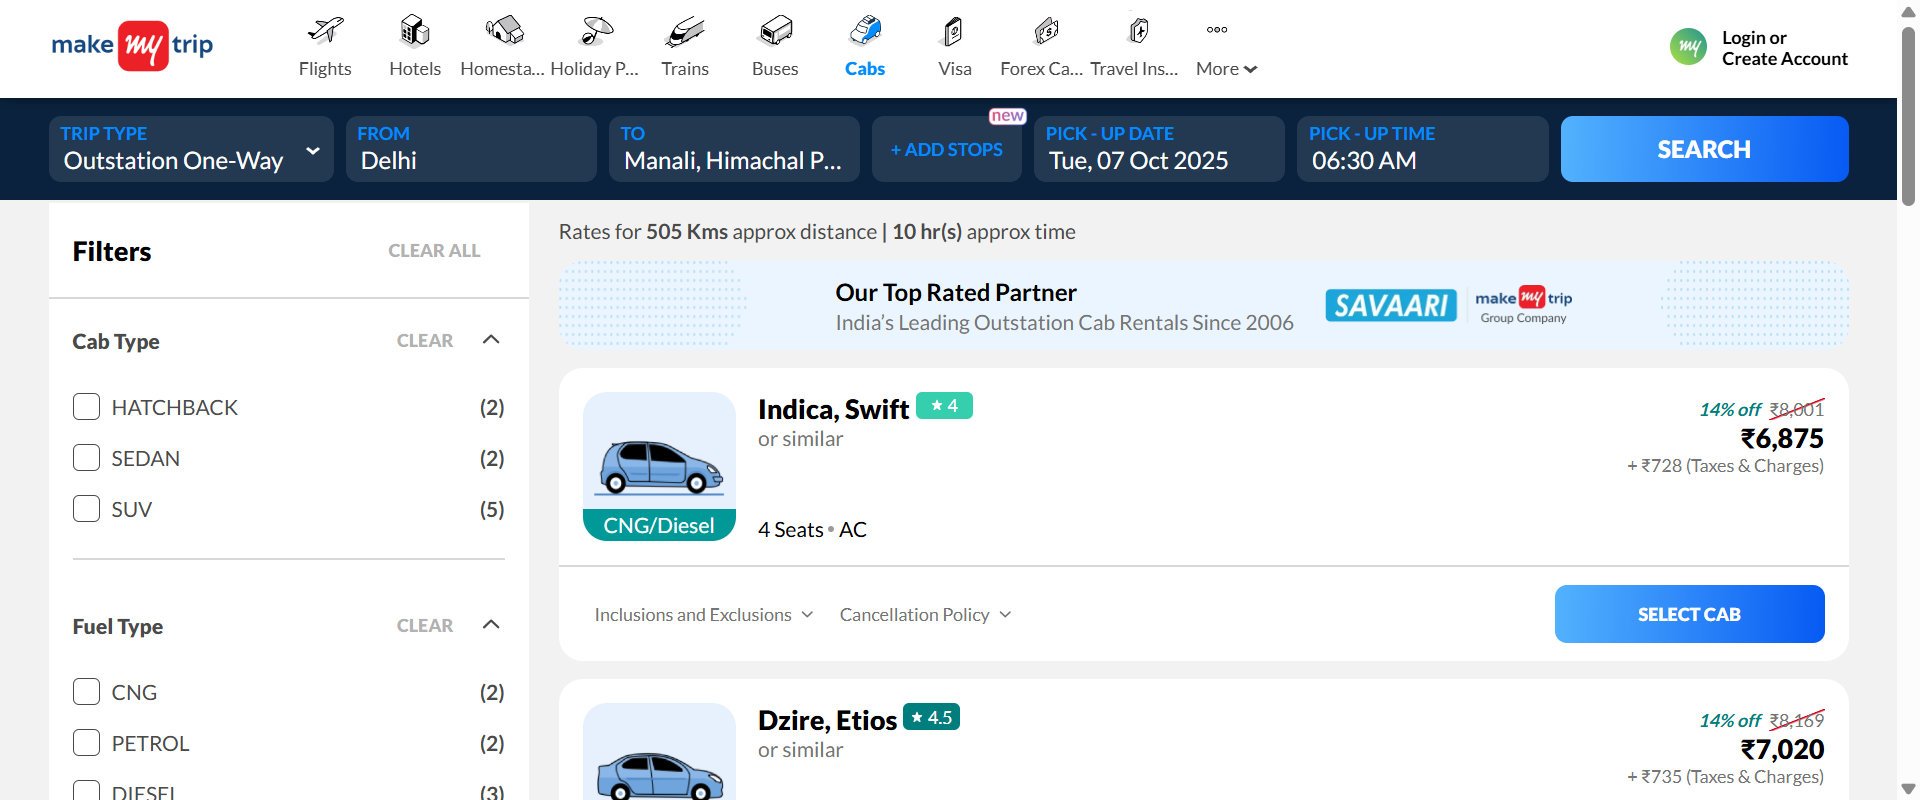 make my trip
Flights
Hotels
Homesta...
Holiday P...
Trains
Buses
Cabs
Visa
Forex Ca...
Travel Ins...
More
my
Login or
Create Account
TRIP TYPE
Outstation One-Way
FROM
Delhi
TO
Manali, Himachal P...
new
+ ADD STOPS
PICK - UP DATE
Tue, 07 Oct 2025
PICK - UP TIME
06:30 AM
SEARCH
Filters
CLEAR ALL
Cab Type
CLEAR
HATCHBACK (2)
SEDAN (2)
SUV (5)
Fuel Type
CLEAR
CNG (2)
PETROL (2)
DIESEL (3)
Rates for 505 Kms approx distance | 10 hr(s) approx time
Our Top Rated Partner
India's Leading Outstation Cab Rentals Since 2006
SAVAARI
make my trip
Group Company
Indica, Swift ★ 4
or similar
CNG/Diesel
4 Seats • AC
14% off ₹8,001
₹6,875
+ ₹728 (Taxes & Charges)
Inclusions and Exclusions
Cancellation Policy
SELECT CAB
Dzire, Etios ★ 4.5
or similar
14% off ₹8,169
₹7,020
+ ₹735 (Taxes & Charges)